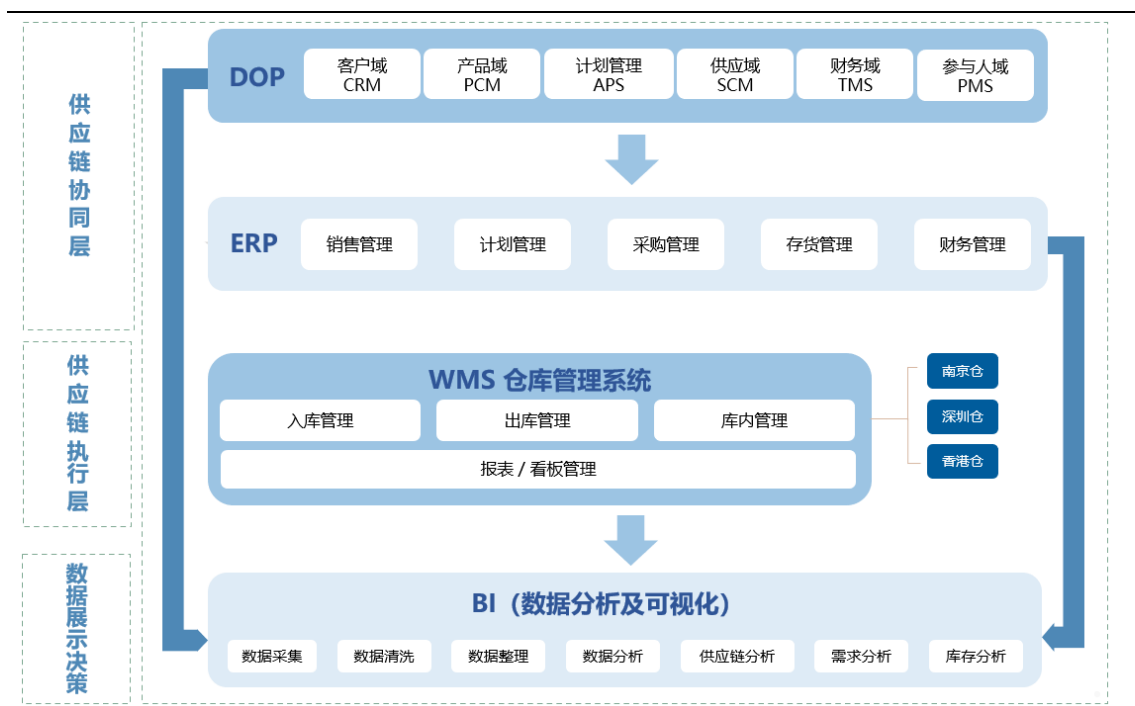 供应链协同层
DOP
客户域
CRM
产品域
PCM
计划管理
APS
供应域
SCM
财务域
TMS
参与人域
PMS
ERP
销售管理
计划管理
采购管理
存货管理
财务管理
供应链执行层
WMS 仓库管理系统
入库管理
出库管理
库内管理
报表 / 看板管理
南京仓
深圳仓
香港仓
数据展示决策
BI（数据分析及可视化）
数据采集
数据清洗
数据整理
数据分析
供应链分析
需求分析
库存分析